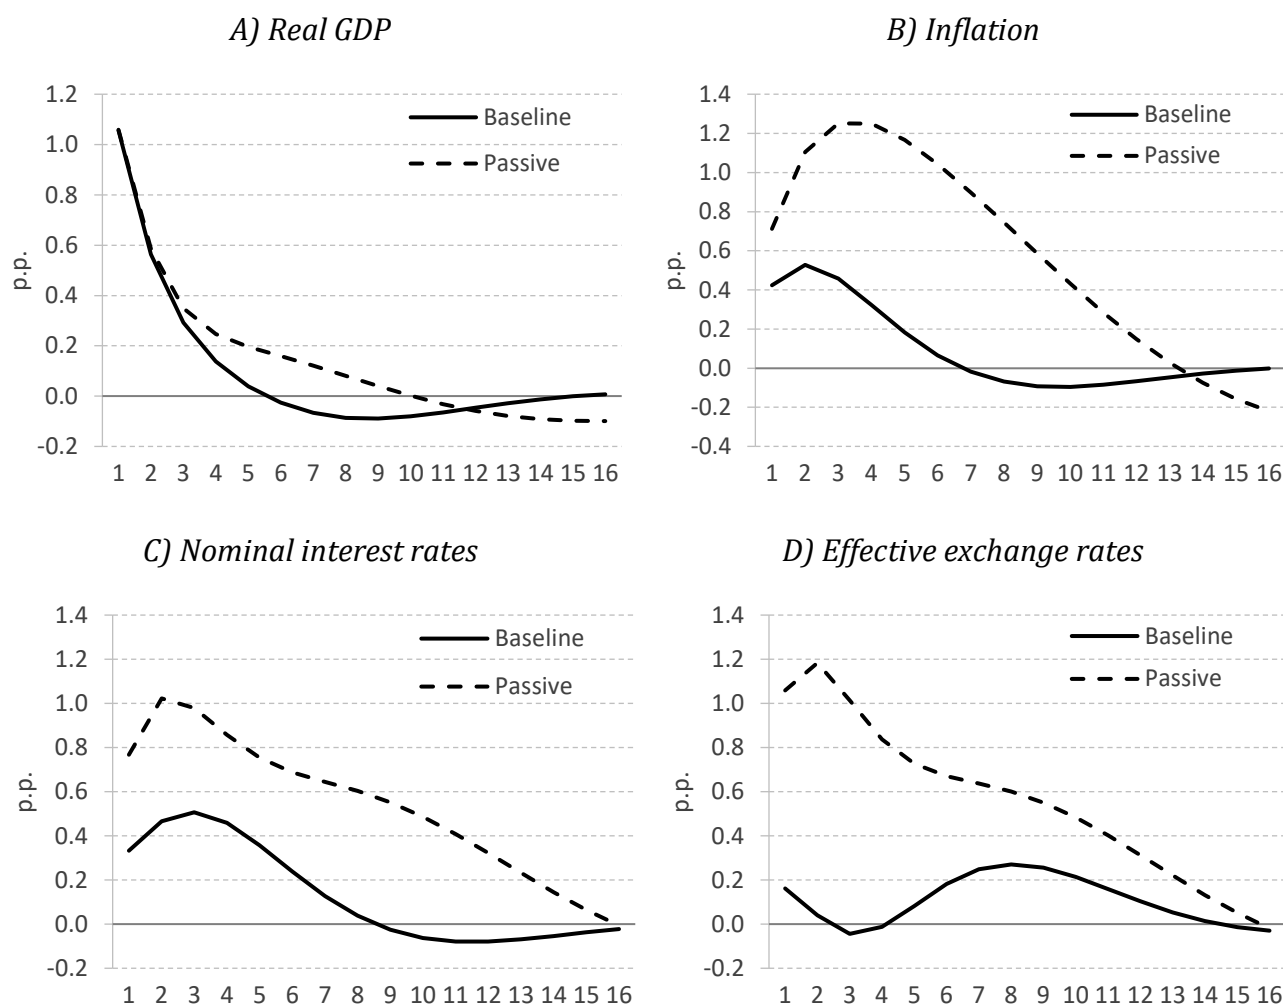 A) Real GDP
1.2
1.0
0.8
0.6
0.4
0.2
0.0
-0.2
p.p.
Baseline
Passive
1 2 3 4 5 6 7 8 9 10 11 12 13 14 15 16
B) Inflation
1.4
1.2
1.0
0.8
0.6
0.4
0.2
0.0
-0.2
-0.4
p.p.
Baseline
Passive
1 2 3 4 5 6 7 8 9 10 11 12 13 14 15 16
C) Nominal interest rates
1.4
1.2
1.0
0.8
0.6
0.4
0.2
0.0
-0.2
p.p.
Baseline
Passive
1 2 3 4 5 6 7 8 9 10 11 12 13 14 15 16
D) Effective exchange rates
1.4
1.2
1.0
0.8
0.6
0.4
0.2
0.0
-0.2
p.p.
Baseline
Passive
1 2 3 4 5 6 7 8 9 10 11 12 13 14 15 16